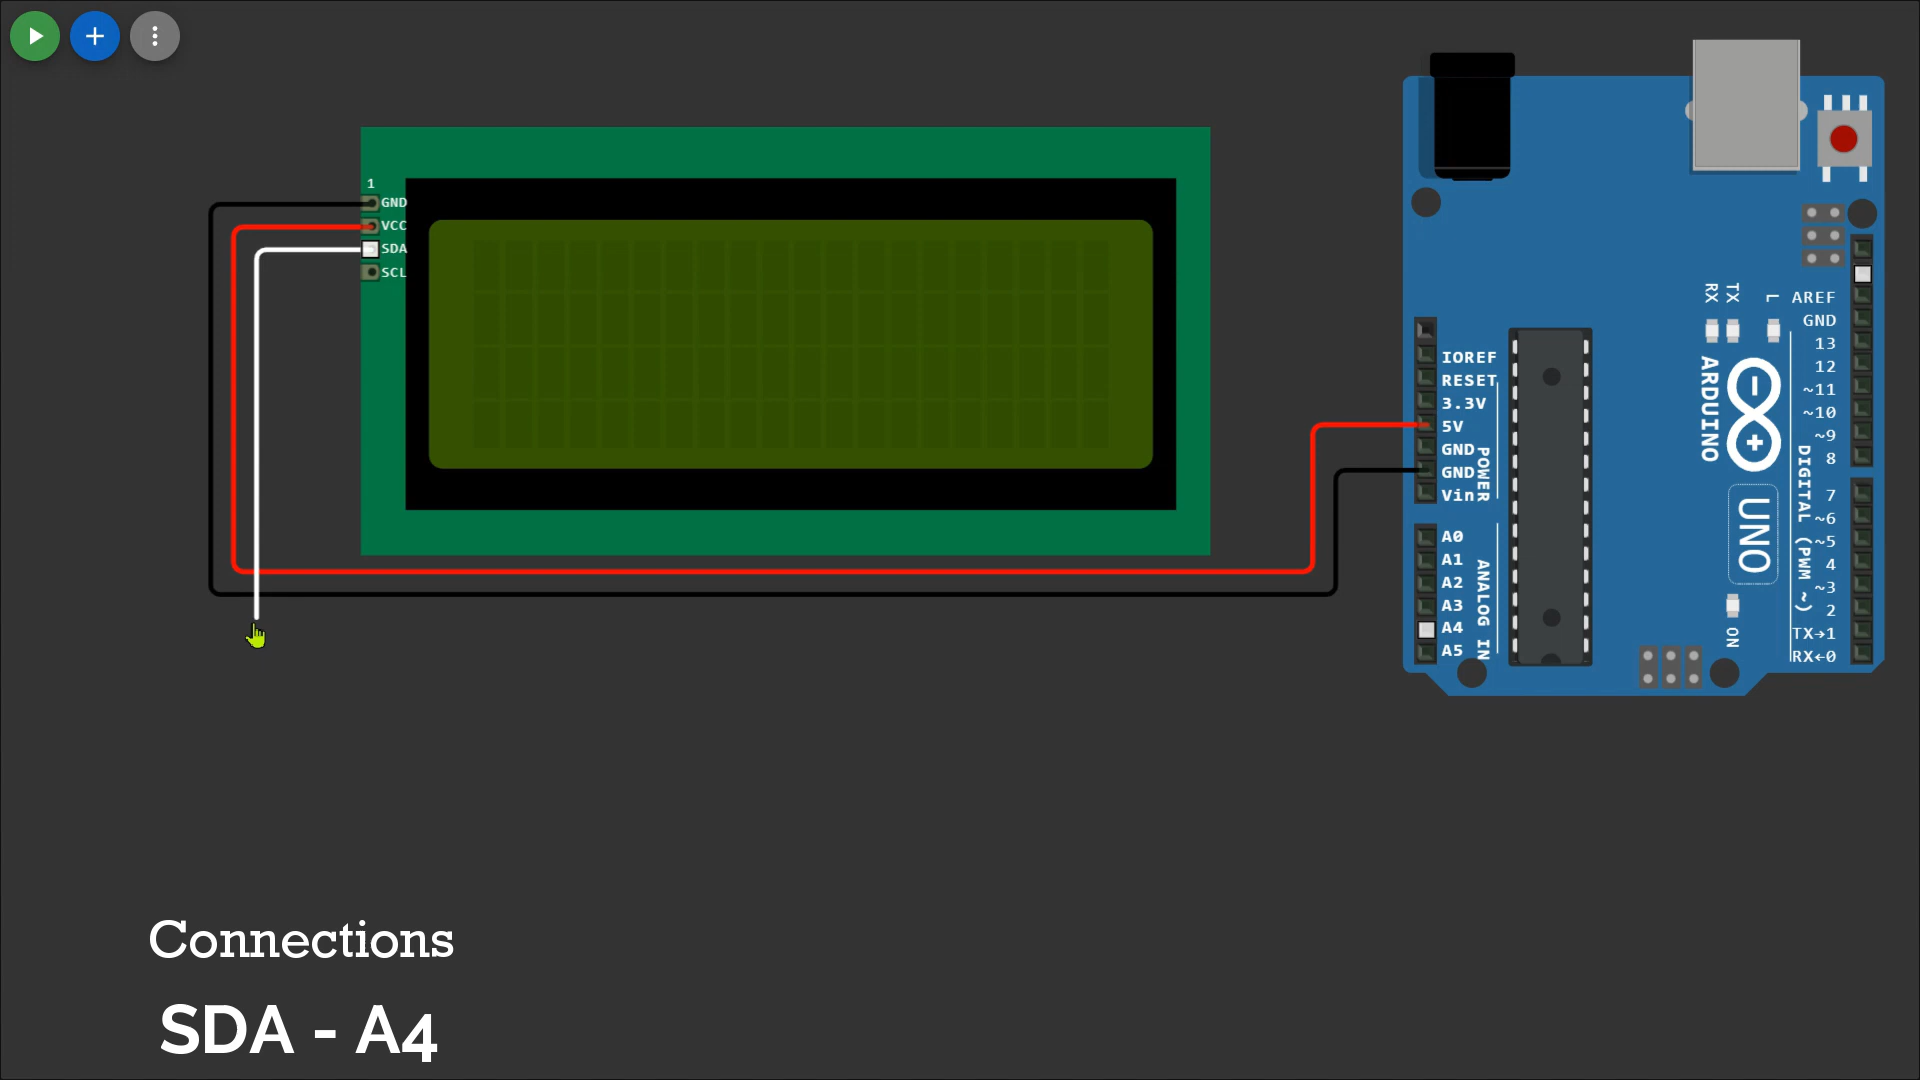 1
GND
VCC
SDA
SCL
IOREF
RESET
3.3V
5V
GND
GND
Vin
POWER
A0
A1
A2
A3
A4
A5
ANALOG IN
RX
TX
L
ARDUINO
UNO
ON
AREF
GND
13
12
~11
~10
~9
8
7
~6
~5
4
~3
2
TX→1
RX←0
DIGITAL (PWM ~)
Connections
SDA - A4